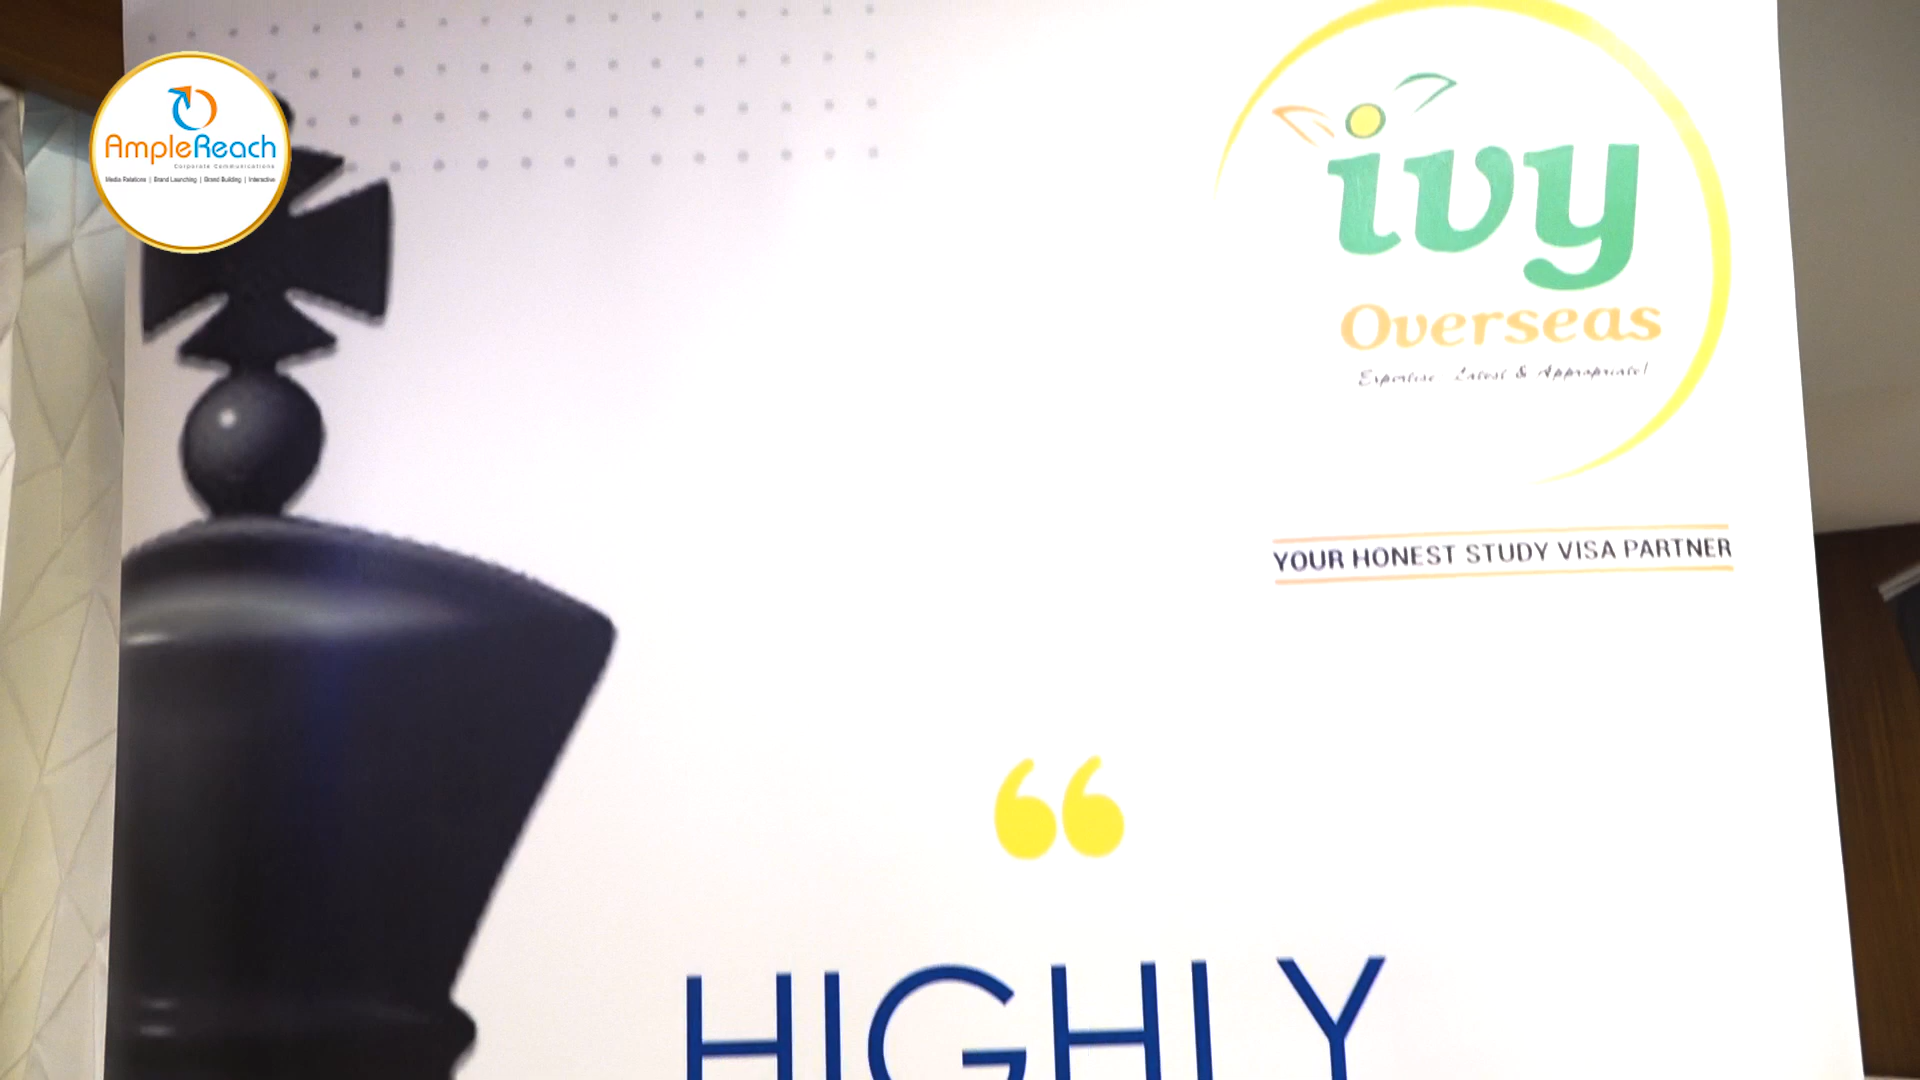 AmpleReach
Corporate Communications
Media Relations | Brand Launching | Brand Building | Interactive
ivy
Overseas
Expertise Latest & Appropriate!
YOUR HONEST STUDY VISA PARTNER
“
HIGHLY